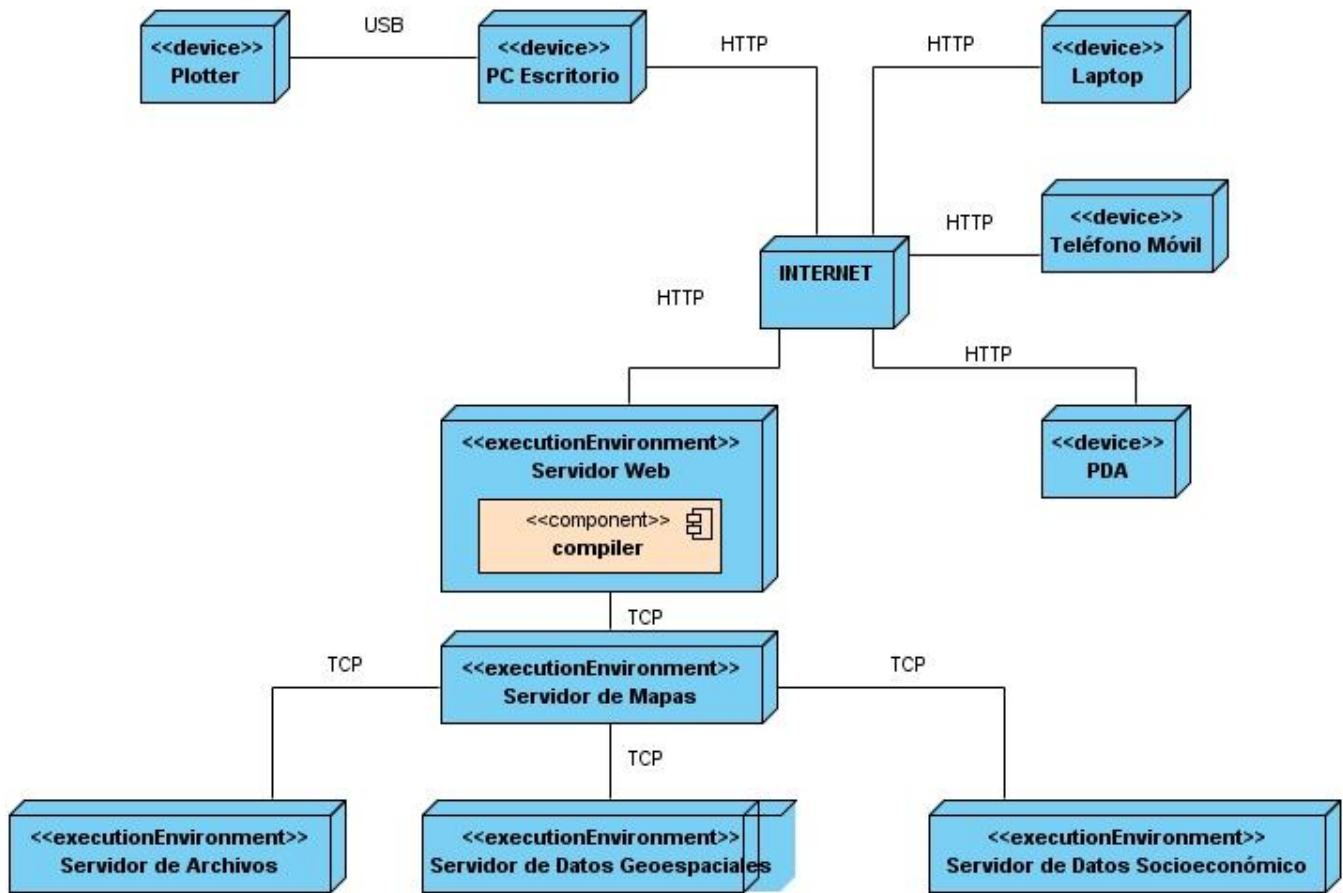 USB
<<device>>
Plotter
<<device>>
PC Escritorio
HTTP
HTTP
<<device>>
Laptop
<<device>>
Teléfono Móvil
HTTP
INTERNET
HTTP
HTTP
<<executionEnvironment>>
Servidor Web
<<component>>
compiler
<<device>>
PDA
TCP
<<executionEnvironment>>
Servidor de Mapas
TCP
TCP
TCP
<<executionEnvironment>>
Servidor de Archivos
<<executionEnvironment>>
Servidor de Datos Geoespaciales
<<executionEnvironment>>
Servidor de Datos Socioeconómico